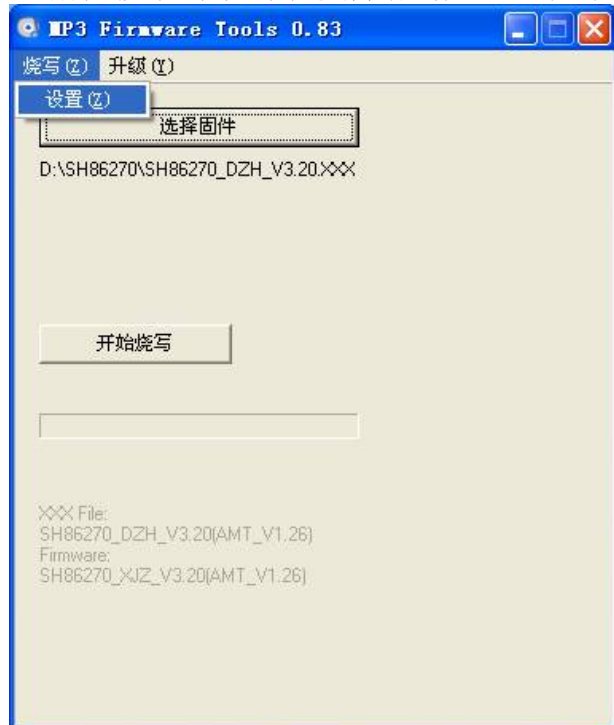 MP3 Firmware Tools 0.83
烧写(Z) 升级(Y)
设置(Z)
选择固件
D:\SH86270\SH86270_DZH_V3.20.XXX
开始烧写
XXX File:
SH86270_DZH_V3.20(AMT_V1.26)
Firmware:
SH86270_XJZ_V3.20(AMT_V1.26)